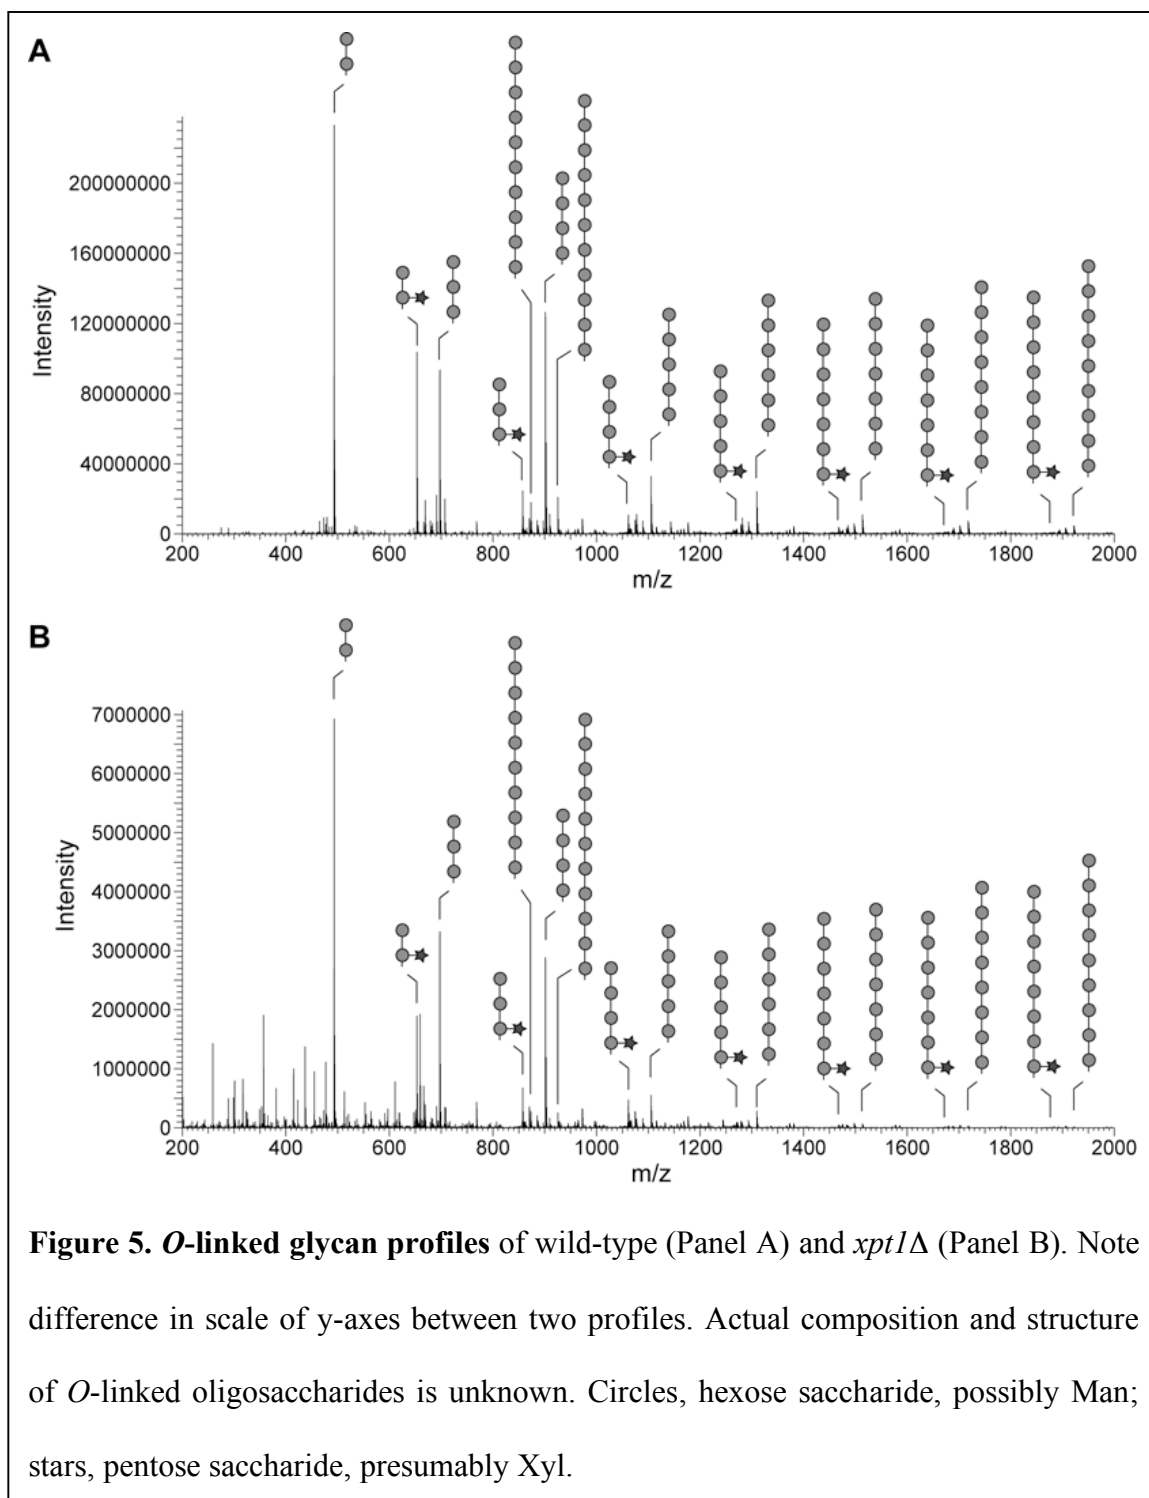 A
200000000
160000000
120000000
80000000
40000000
0
Intensity
200 400 600 800 1000 1200 1400 1600 1800 2000
m/z
B
7000000
6000000
5000000
4000000
3000000
2000000
1000000
0
Intensity
200 400 600 800 1000 1200 1400 1600 1800 2000
m/z
Figure 5. O-linked glycan profiles of wild-type (Panel A) and xpt1Δ (Panel B). Note
difference in scale of y-axes between two profiles. Actual composition and structure
of O-linked oligosaccharides is unknown. Circles, hexose saccharide, possibly Man;
stars, pentose saccharide, presumably Xyl.